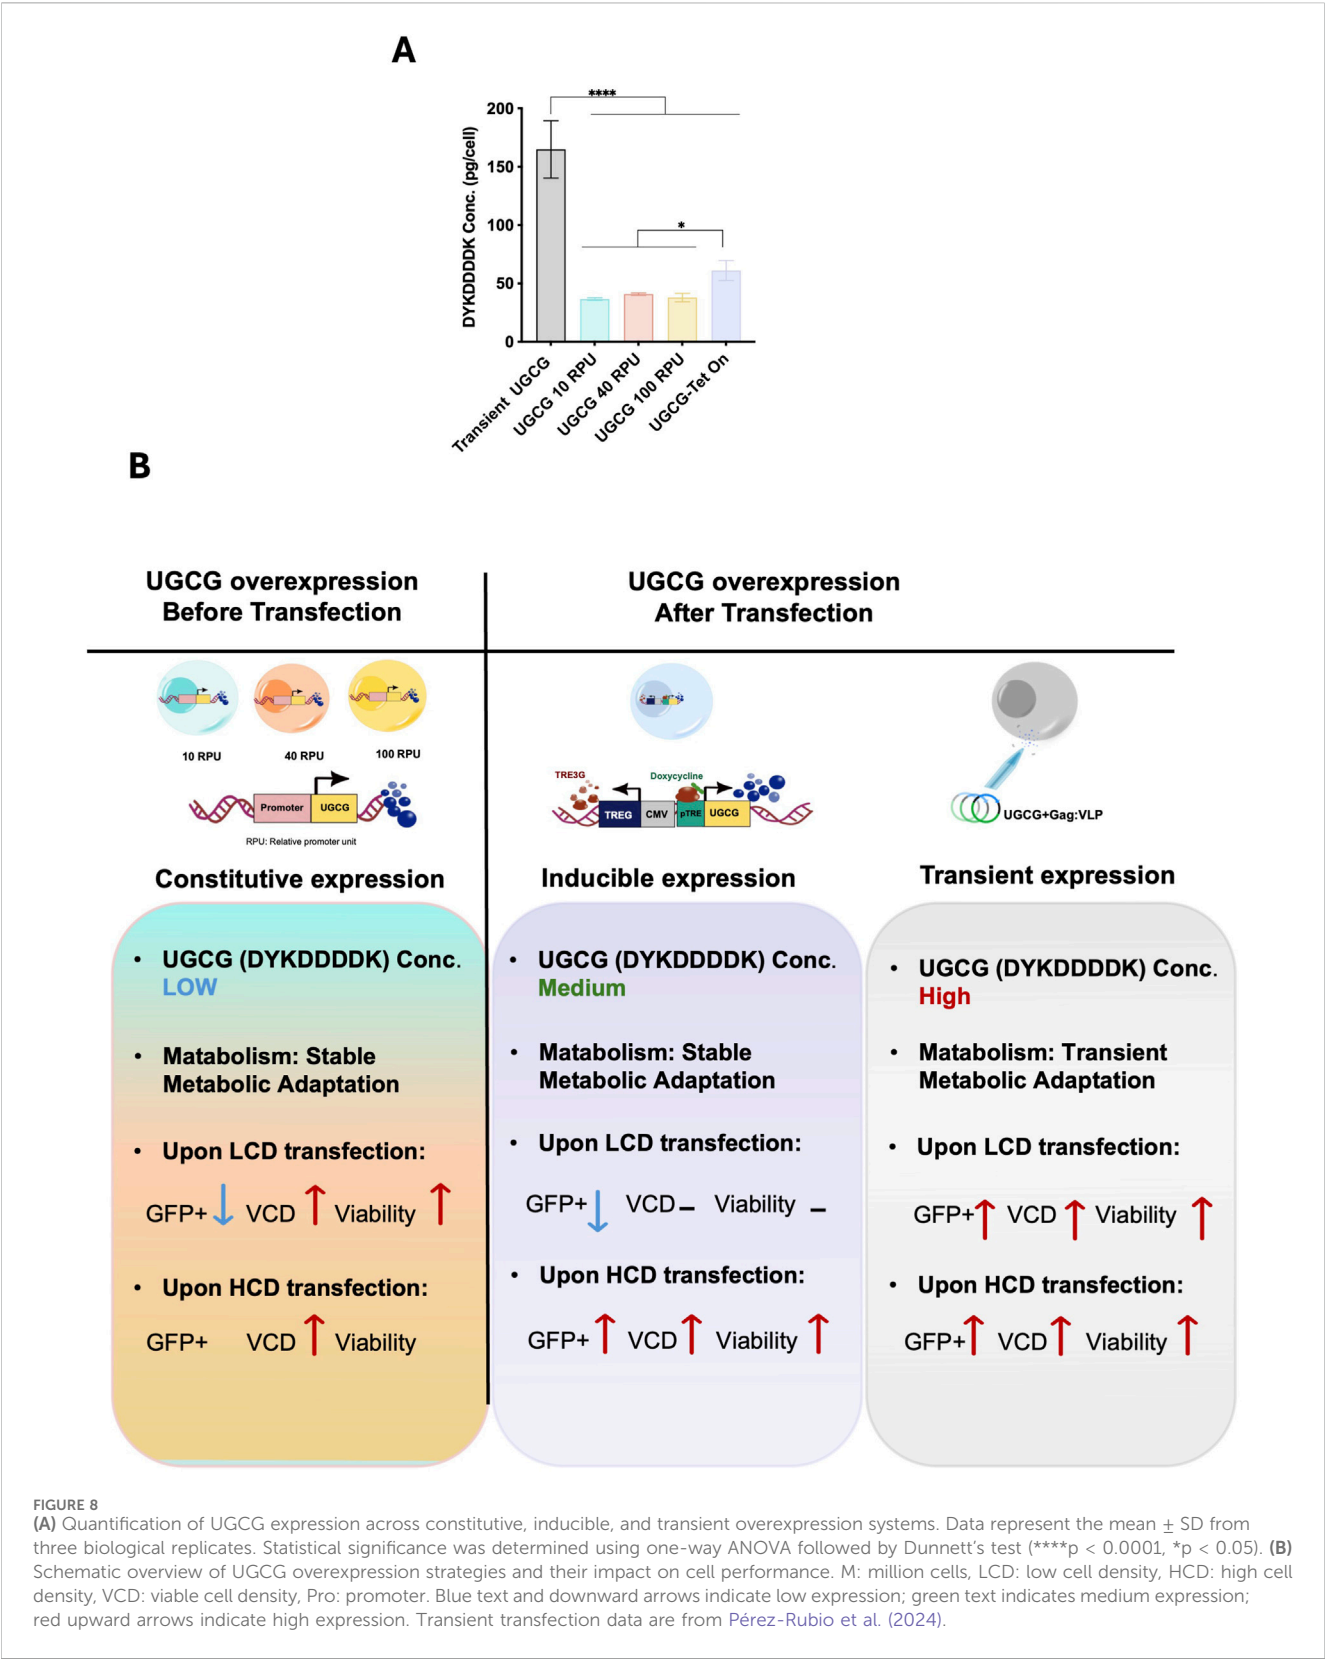 A
****
200
150
100
50
0
*
DYKDDDDK Conc. (pg/cell)
Transient UGCG
UGCG 10 RPU
UGCG 40 RPU
UGCG 100 RPU
UGCG-Tet On
B
UGCG overexpression
Before Transfection
UGCG overexpression
After Transfection
10 RPU
40 RPU
100 RPU
Promoter
UGCG
RPU: Relative promoter unit
TRE3G
Doxycycline
TREG
CMV
pTRE
UGCG
UGCG+Gag:VLP
Constitutive expression
• UGCG (DYKDDDDK) Conc.
LOW
• Matabolism: Stable
Metabolic Adaptation
• Upon LCD transfection:
GFP+ ↓ VCD ↑ Viability ↑
• Upon HCD transfection:
GFP+ VCD ↑ Viability
Inducible expression
• UGCG (DYKDDDDK) Conc.
Medium
• Matabolism: Stable
Metabolic Adaptation
• Upon LCD transfection:
GFP+ ↓ VCD – Viability –
• Upon HCD transfection:
GFP+ ↑ VCD ↑ Viability ↑
Transient expression
• UGCG (DYKDDDDK) Conc.
High
• Matabolism: Transient
Metabolic Adaptation
• Upon LCD transfection:
GFP+ ↑ VCD ↑ Viability ↑
• Upon HCD transfection:
GFP+ ↑ VCD ↑ Viability ↑
FIGURE 8
(A) Quantification of UGCG expression across constitutive, inducible, and transient overexpression systems. Data represent the mean ± SD from
three biological replicates. Statistical significance was determined using one-way ANOVA followed by Dunnett's test (****p < 0.0001, *p < 0.05). (B)
Schematic overview of UGCG overexpression strategies and their impact on cell performance. M: million cells, LCD: low cell density, HCD: high cell
density, VCD: viable cell density, Pro: promoter. Blue text and downward arrows indicate low expression; green text indicates medium expression;
red upward arrows indicate high expression. Transient transfection data are from Pérez-Rubio et al. (2024).